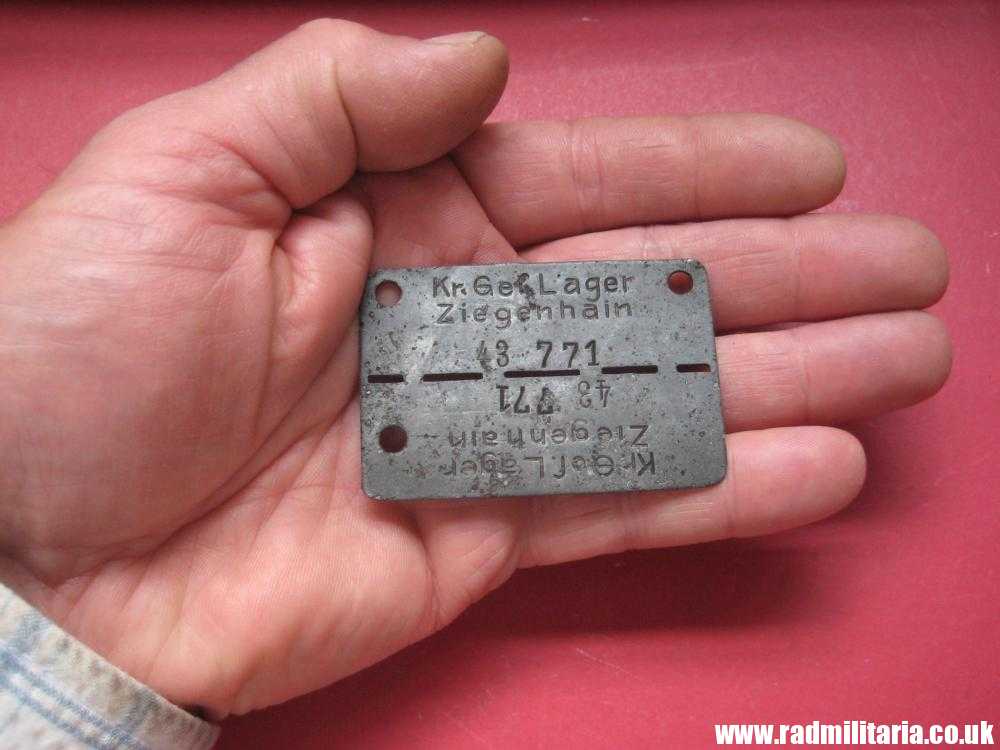 Kr.Gef.Lager
Ziegenhain
43 771
43 771
Ziegenhain
Kr.Gef.Lager
www.radmilitaria.co.uk